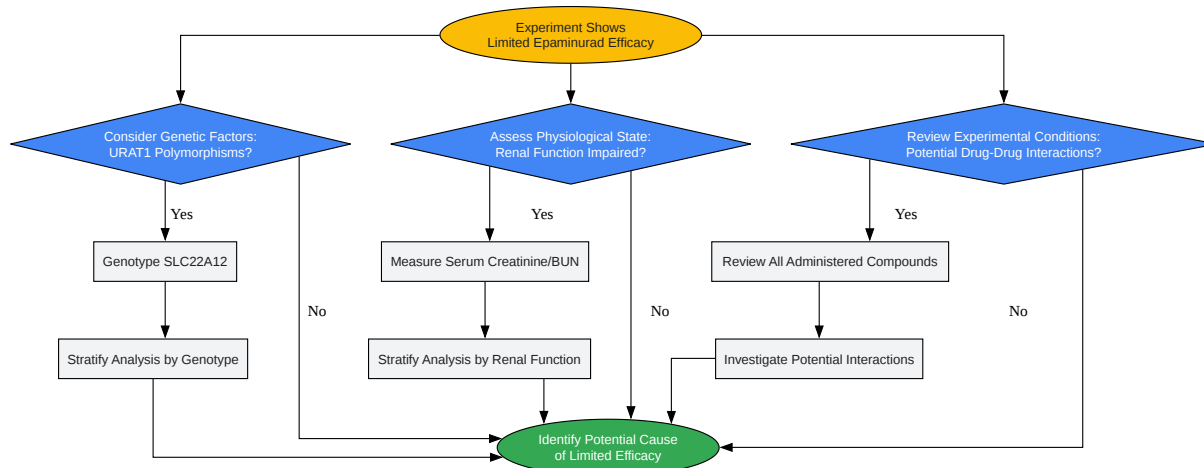 Experiment Shows
Limited Epaminurad Efficacy
Consider Genetic Factors:
URAT1 Polymorphisms?
Assess Physiological State:
Renal Function Impaired?
Review Experimental Conditions:
Potential Drug-Drug Interactions?
Yes
Yes
Yes
Genotype SLC22A12
Measure Serum Creatinine/BUN
Review All Administered Compounds
No
No
No
Stratify Analysis by Genotype
Stratify Analysis by Renal Function
Investigate Potential Interactions
Identify Potential Cause
of Limited Efficacy